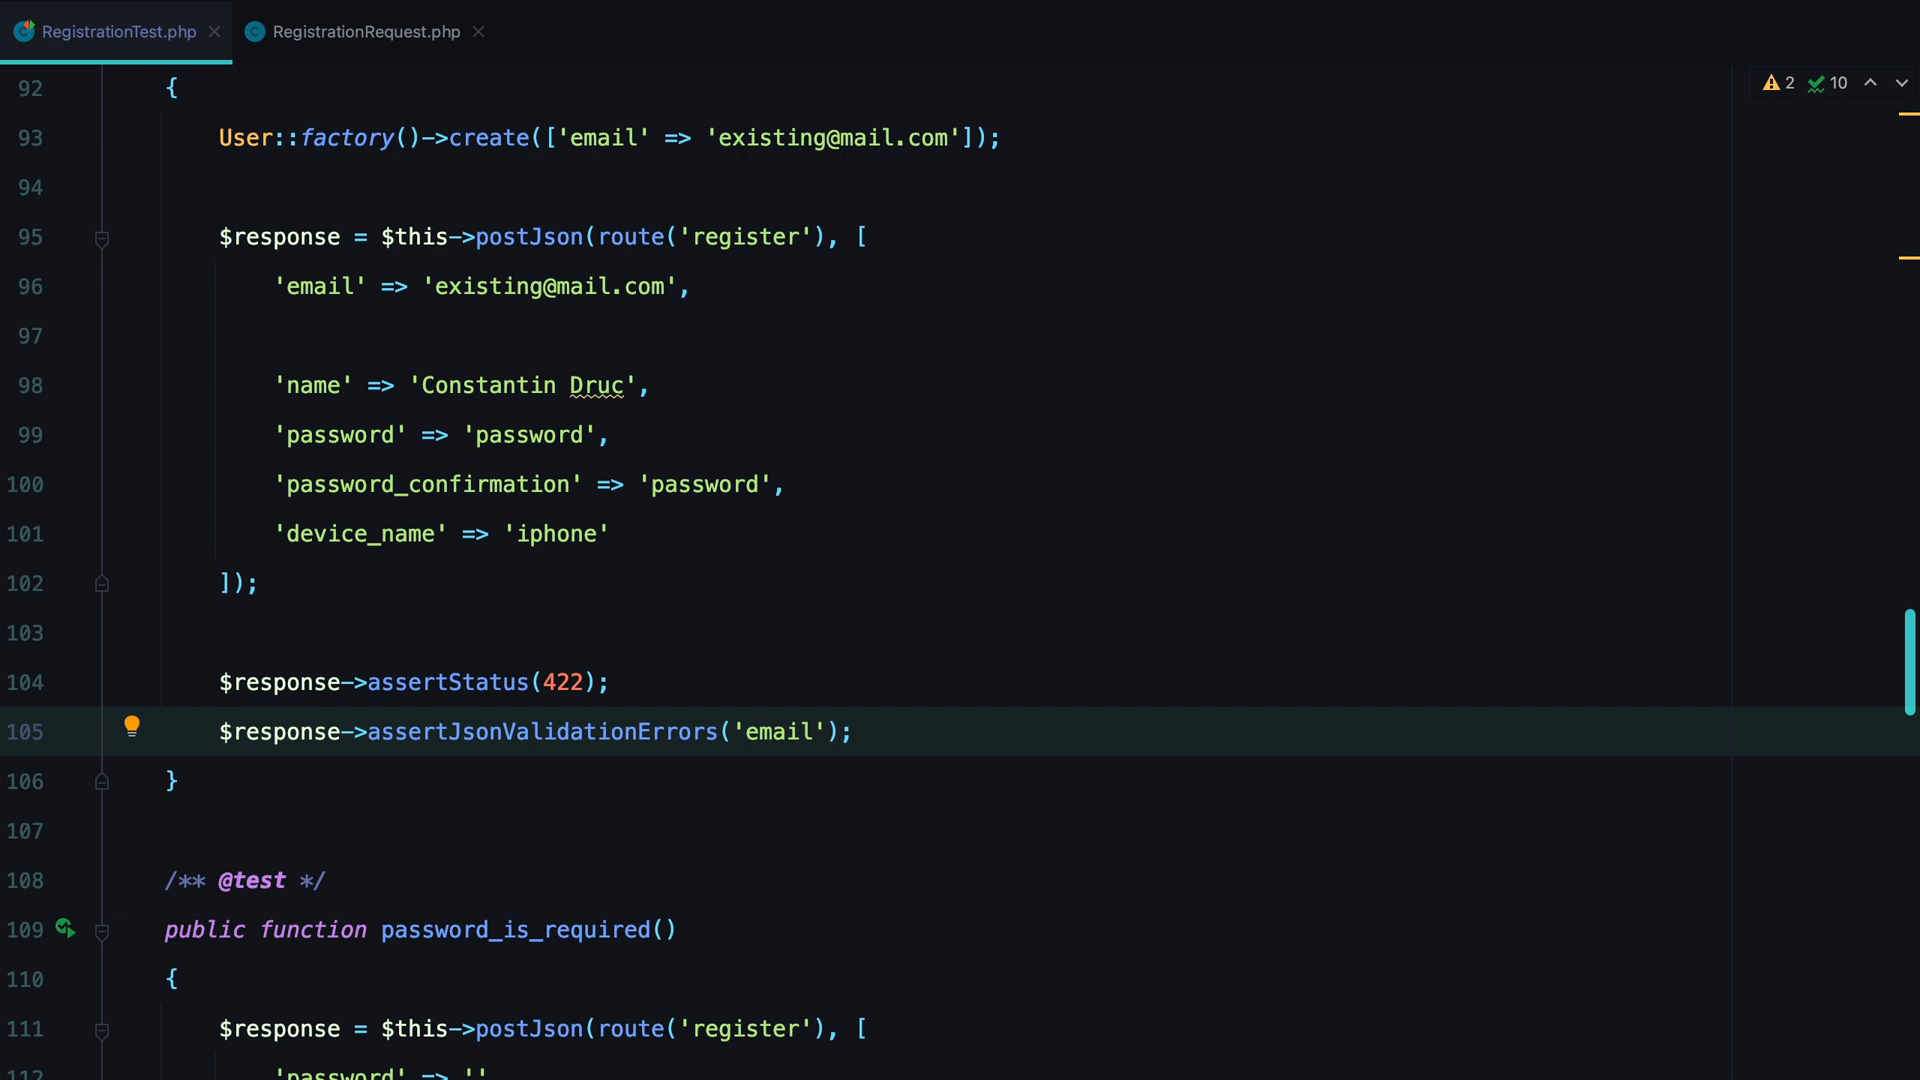 RegistrationTest.php RegistrationRequest.php
2 10
92 {
93 User::factory()->create(['email' => 'existing@mail.com']);
94
95 $response = $this->postJson(route('register'), [
96 'email' => 'existing@mail.com',
97
98 'name' => 'Constantin Druc',
99 'password' => 'password',
100 'password_confirmation' => 'password',
101 'device_name' => 'iphone'
102 ]);
103
104 $response->assertStatus(422);
105 $response->assertJsonValidationErrors('email');
106 }
107
108 /** @test */
109 public function password_is_required()
110 {
111 $response = $this->postJson(route('register'), [
112 'password' => ''